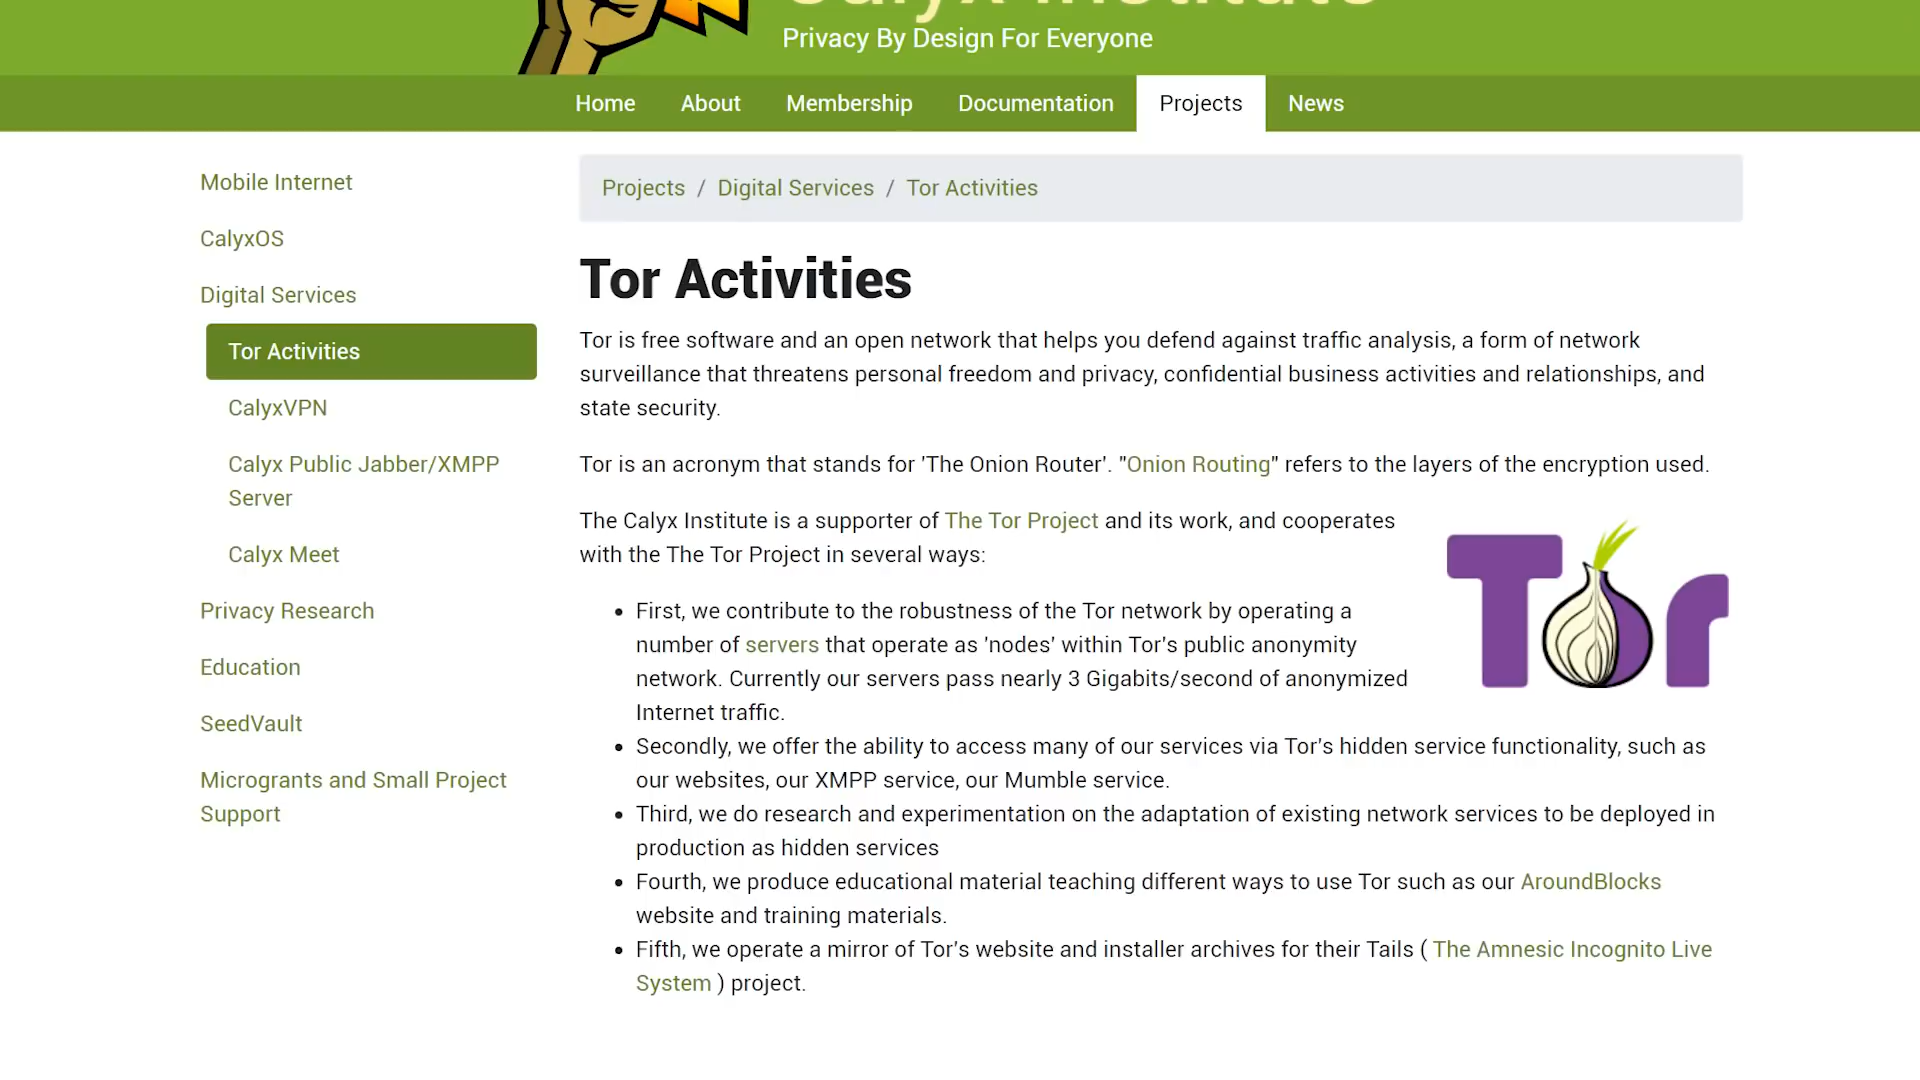 Calyx Institute
Privacy By Design For Everyone
Home
About
Membership
Documentation
Projects
News
Mobile Internet
CalyxOS
Digital Services
Tor Activities
CalyxVPN
Calyx Public Jabber/XMPP
Server
Calyx Meet
Privacy Research
Education
SeedVault
Microgrants and Small Project
Support
Projects / Digital Services / Tor Activities
Tor Activities
Tor is free software and an open network that helps you defend against traffic analysis, a form of network
surveillance that threatens personal freedom and privacy, confidential business activities and relationships, and
state security.
Tor is an acronym that stands for 'The Onion Router'. "Onion Routing" refers to the layers of the encryption used.
The Calyx Institute is a supporter of The Tor Project and its work, and cooperates
with the The Tor Project in several ways:
Tor
• First, we contribute to the robustness of the Tor network by operating a
number of servers that operate as 'nodes' within Tor's public anonymity
network. Currently our servers pass nearly 3 Gigabits/second of anonymized
Internet traffic.
• Secondly, we offer the ability to access many of our services via Tor's hidden service functionality, such as
our websites, our XMPP service, our Mumble service.
• Third, we do research and experimentation on the adaptation of existing network services to be deployed in
production as hidden services
• Fourth, we produce educational material teaching different ways to use Tor such as our AroundBlocks
website and training materials.
• Fifth, we operate a mirror of Tor's website and installer archives for their Tails ( The Amnesic Incognito Live
System ) project.